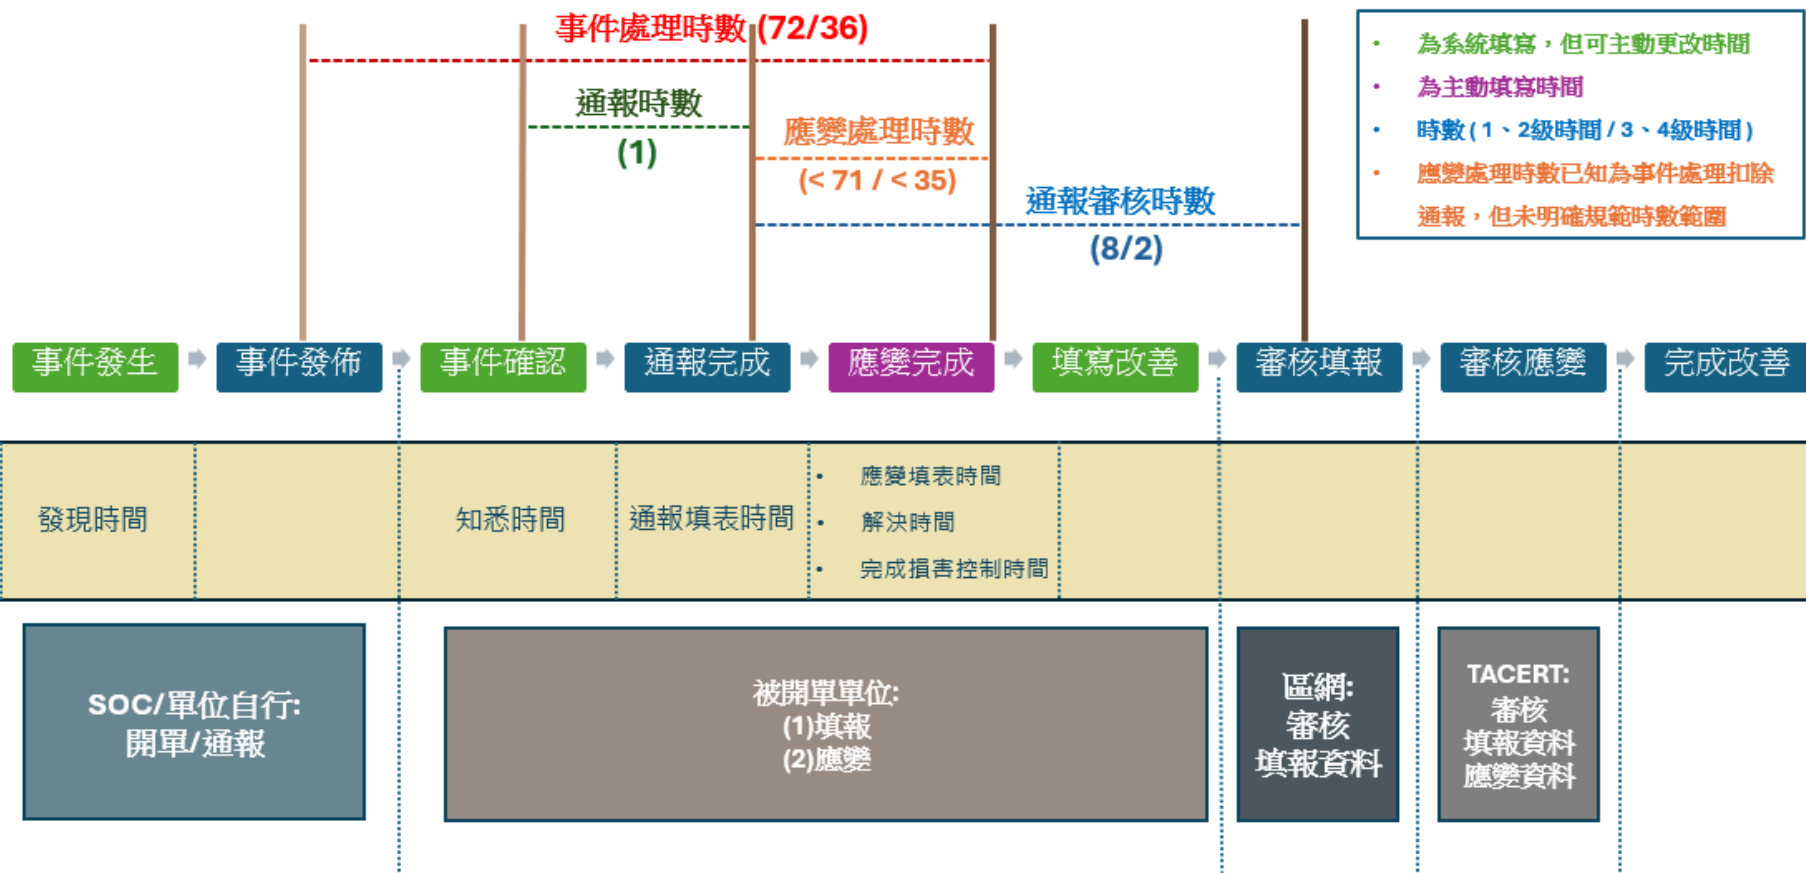 事件處理時數 (72/36)
通報時數
(1)
應變處理時數
(< 71 / < 35)
通報審核時數
(8/2)
• 為系統填寫，但可主動更改時間
• 為主動填寫時間
• 時數 ( 1、2級時間 / 3、4級時間 )
• 應變處理時數已知為事件處理扣除
通報，但未明確規範時數範圍
事件發生
事件發佈
事件確認
通報完成
應變完成
填寫改善
審核填報
審核應變
完成改善
發現時間
知悉時間
通報填表時間
• 應變填表時間
• 解決時間
• 完成損害控制時間
SOC/單位自行:
開單/通報
被開單單位:
(1)填報
(2)應變
區網:
審核
填報資料
TACERT:
審核
填報資料
應變資料